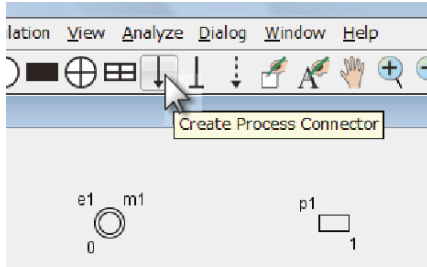 lation View Analyze Dialog Window Help
Create Process Connector
e1 m1
p1
0
1